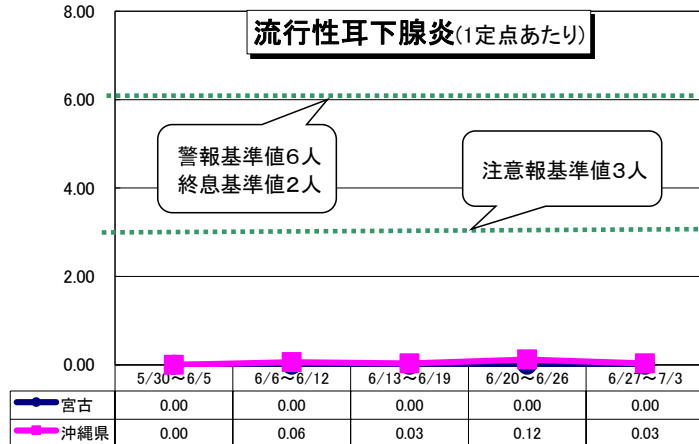 流行性耳下腺炎(1定点あたり)
8.00
6.00
4.00
2.00
0.00
警報基準値6人
終息基準値2人
注意報基準値3人
5/30～6/5 6/6～6/12 6/13～6/19 6/20～6/26 6/27～7/3
宮古 0.00 0.00 0.00 0.00 0.00
沖縄県 0.00 0.06 0.03 0.12 0.03